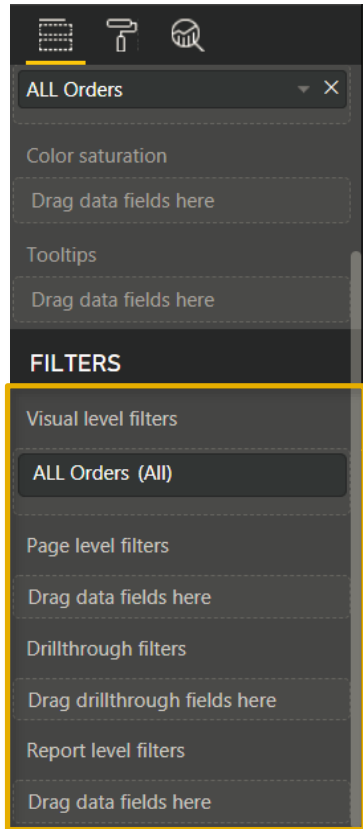 ALL Orders
Color saturation
Drag data fields here
Tooltips
Drag data fields here
FILTERS
Visual level filters
ALL Orders (All)
Page level filters
Drag data fields here
Drillthrough filters
Drag drillthrough fields here
Report level filters
Drag data fields here